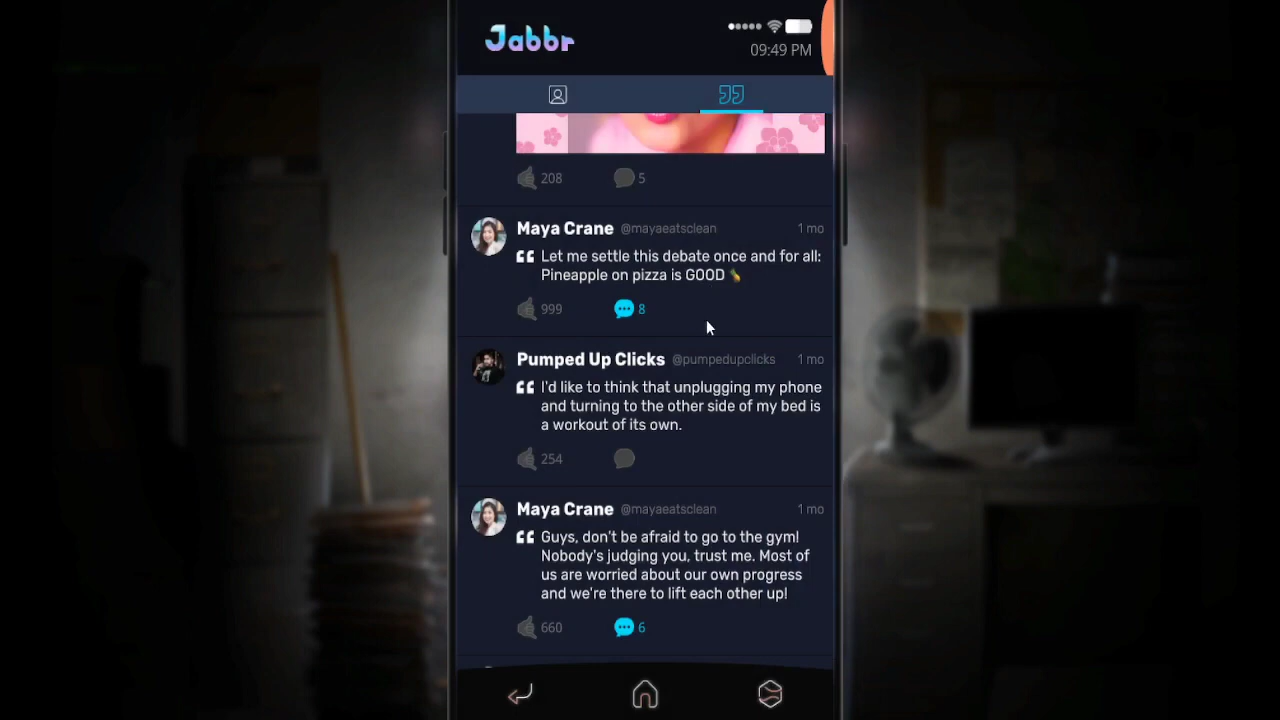 Jabbr
09:49 PM
208 5
Maya Crane @mayaeatsclean 1 mo
Let me settle this debate once and for all:
Pineapple on pizza is GOOD 🍍
999 8
Pumped Up Clicks @pumpedupclicks 1 mo
I'd like to think that unplugging my phone
and turning to the other side of my bed is
a workout of its own.
254
Maya Crane @mayaeatsclean 1 mo
Guys, don't be afraid to go to the gym!
Nobody's judging you, trust me. Most of
us are worried about our own progress
and we're there to lift each other up!
660 6